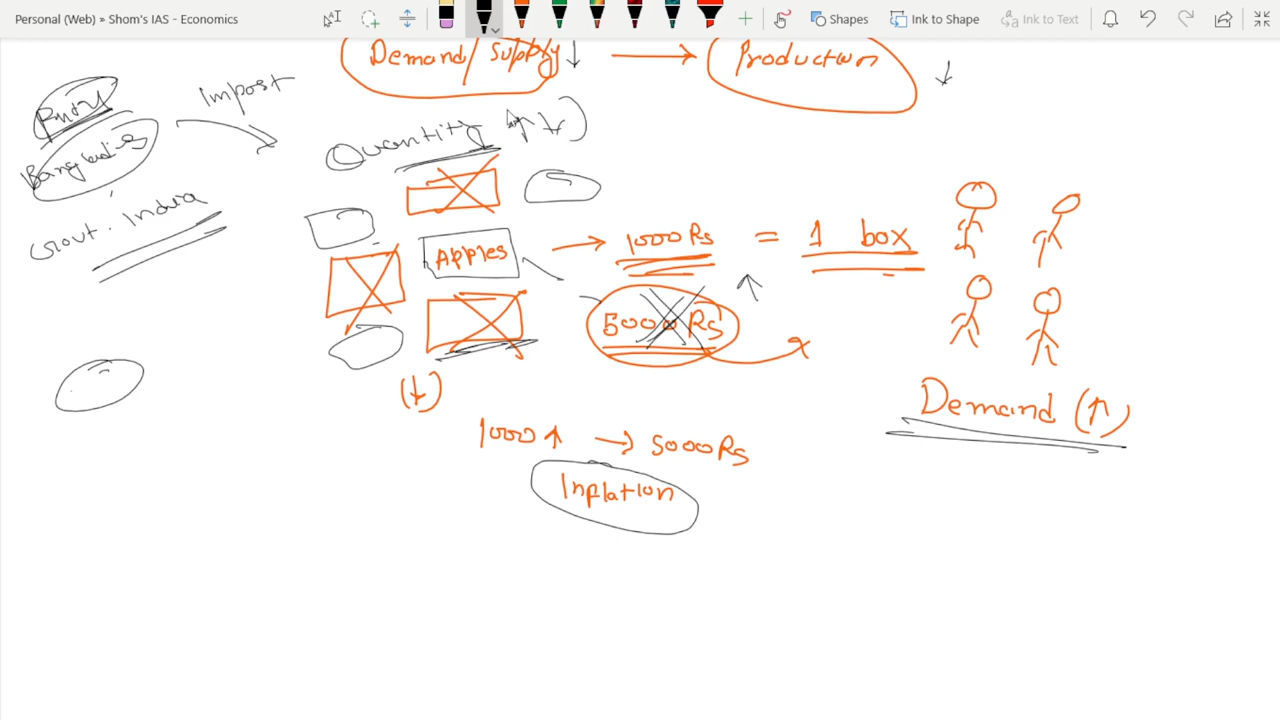 Personal (Web) » Shom's IAS - Economics
Shapes
Ink to Shape
Ink to Text
Demand/Supply ↓ → Production ↓
Import
Quantity ↑↓)
Govt. India
Apples → 1000 Rs = 1 box
↑
5000 Rs
(↓)
Demand (↑)
1000 ↑ → 5000 Rs
Inflation